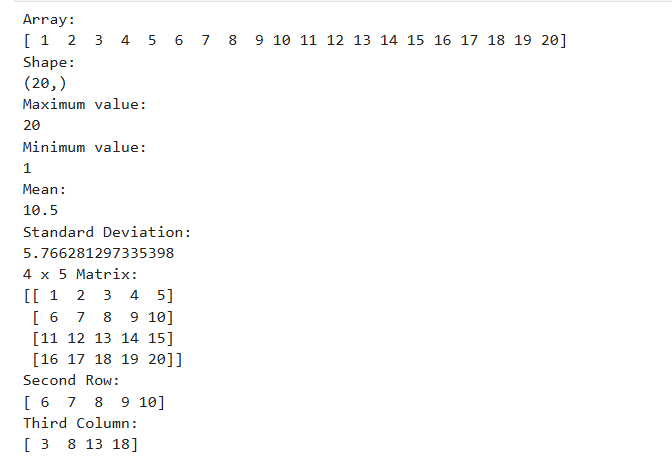 Array:
[ 1  2  3  4  5  6  7  8  9 10 11 12 13 14 15 16 17 18 19 20]
Shape:
(20,)
Maximum value:
20
Minimum value:
1
Mean:
10.5
Standard Deviation:
5.766281297335398
4 x 5 Matrix:
[[ 1  2  3  4  5]
 [ 6  7  8  9 10]
 [11 12 13 14 15]
 [16 17 18 19 20]]
Second Row:
[ 6  7  8  9 10]
Third Column:
[ 3  8 13 18]